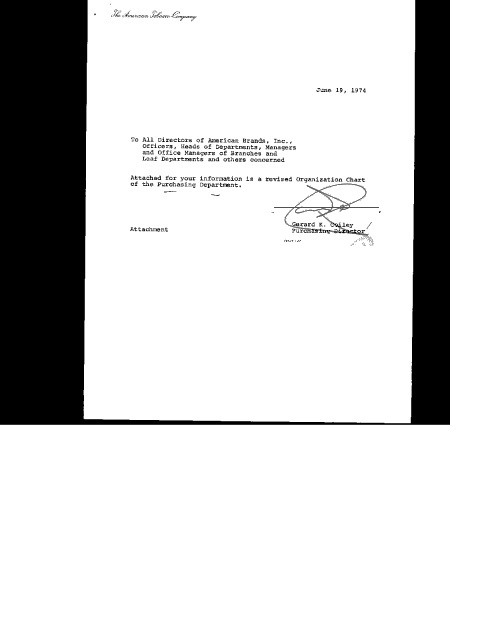 The American Tobacco Company
June 19, 1974
To All Directors of American Brands, Inc.,
Officers, Heads of Departments, Managers
and Office Managers of Branches and
Leaf Departments and others concerned
Attached for your information is a revised Organization Chart
of the Purchasing Department.
Gerard K.
Purchasing Director
Attachment